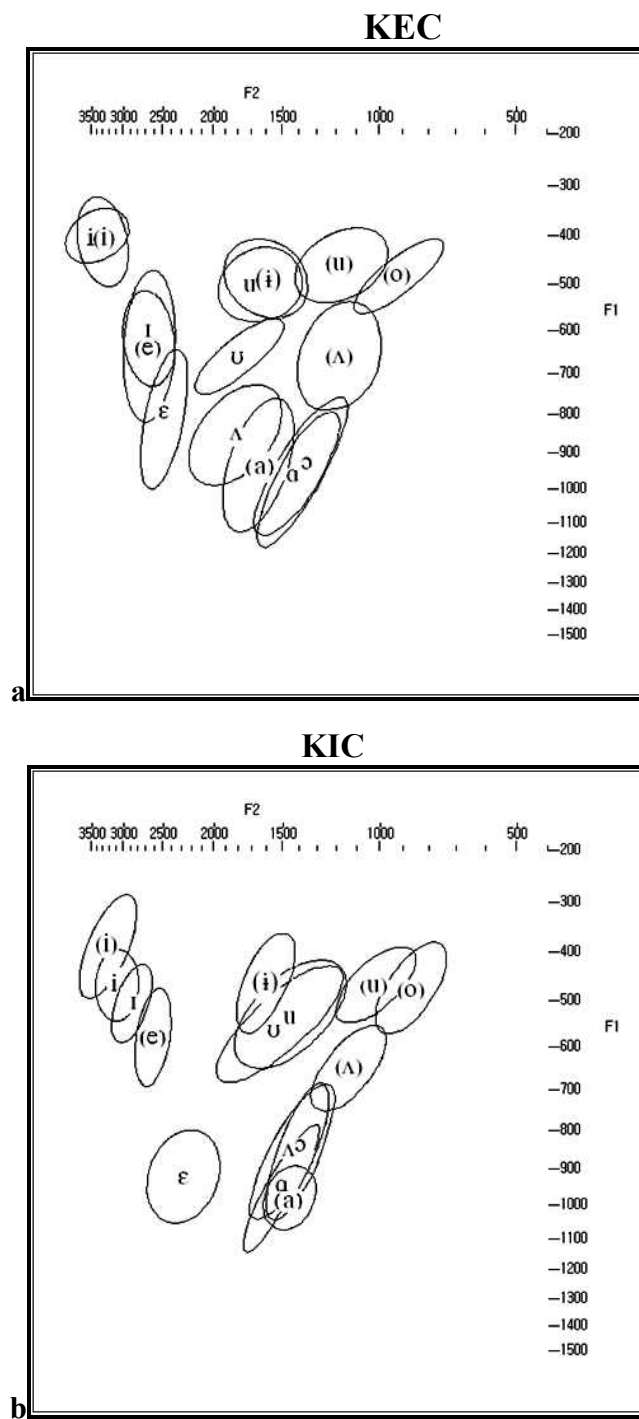 KEC
F2
3500 3000 2500 2000 1500 1000 500
200
300
400
500
600
700
800
900
1000
1100
1200
1300
1400
1500
F1
i (i)
u (ɨ) (u) (o)
ɪ
(e)
ʊ (ʌ)
ɛ
ʌ
(a) ɑ ɔ
a
KIC
F2
3500 3000 2500 2000 1500 1000 500
200
300
400
500
600
700
800
900
1000
1100
1200
1300
1400
1500
F1
(i)
i (ɨ) (u) (o)
ɪ
(e) ʊ u
(ʌ)
ɛ ʌ ɔ
ɑ
(a)
b